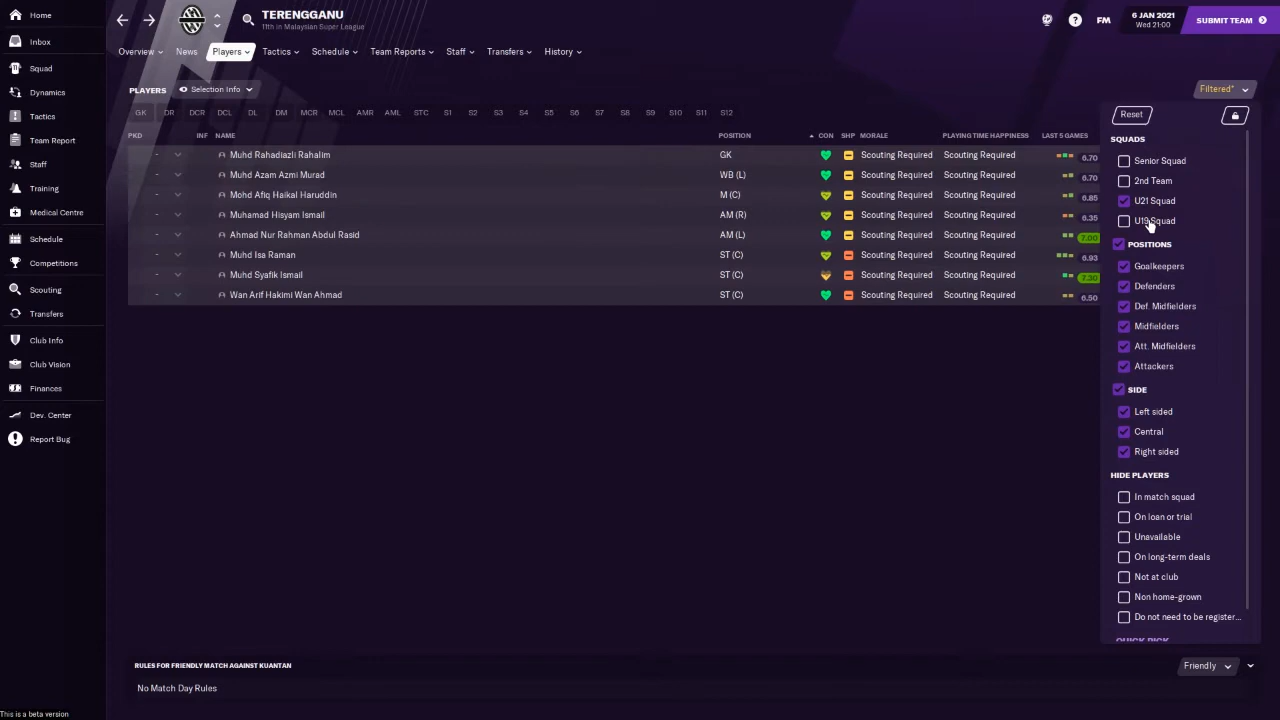 Home
Inbox
Squad
Dynamics
Tactics
Team Report
Staff
Training
Medical Centre
Schedule
Competitions
Scouting
Transfers
Club Info
Club Vision
Finances
Dev. Center
Report Bug
This is a beta version
TERENGGANU
11th in Malaysian Super League
? FM 6 JAN 2021
Wed 21:00
SUBMIT TEAM
Overview News Players Tactics Schedule Team Reports Staff Transfers History
PLAYERS Selection Info Filtered*
GK DR DCR DCL DL DM MCR MCL AMR AML STC S1 S2 S3 S4 S5 S6 S7 S8 S9 S10 S11 S12
PKD INF NAME POSITION CON SHP MORALE PLAYING TIME HAPPINESS LAST 5 GAMES
- Muhd Rahadiazli Rahalim GK Scouting Required Scouting Required 6.70
- Muhd Azam Azmi Murad WB (L) Scouting Required Scouting Required 6.70
- Mohd Afiq Haikal Haruddin M (C) Scouting Required Scouting Required 6.85
- Muhamad Hisyam Ismail AM (R) Scouting Required Scouting Required 6.35
- Ahmad Nur Rahman Abdul Rasid AM (L) Scouting Required Scouting Required 7.00
- Muhd Isa Raman ST (C) Scouting Required Scouting Required 6.93
- Muhd Syafik Ismail ST (C) Scouting Required Scouting Required 7.30
- Wan Arif Hakimi Wan Ahmad ST (C) Scouting Required Scouting Required 6.50
Reset
SQUADS
Senior Squad
2nd Team
U21 Squad
U19 Squad
POSITIONS
Goalkeepers
Defenders
Def. Midfielders
Midfielders
Att. Midfielders
Attackers
SIDE
Left sided
Central
Right sided
HIDE PLAYERS
In match squad
On loan or trial
Unavailable
On long-term deals
Not at club
Non home-grown
Do not need to be register...
QUICK PICK
RULES FOR FRIENDLY MATCH AGAINST KUANTAN
Friendly
No Match Day Rules